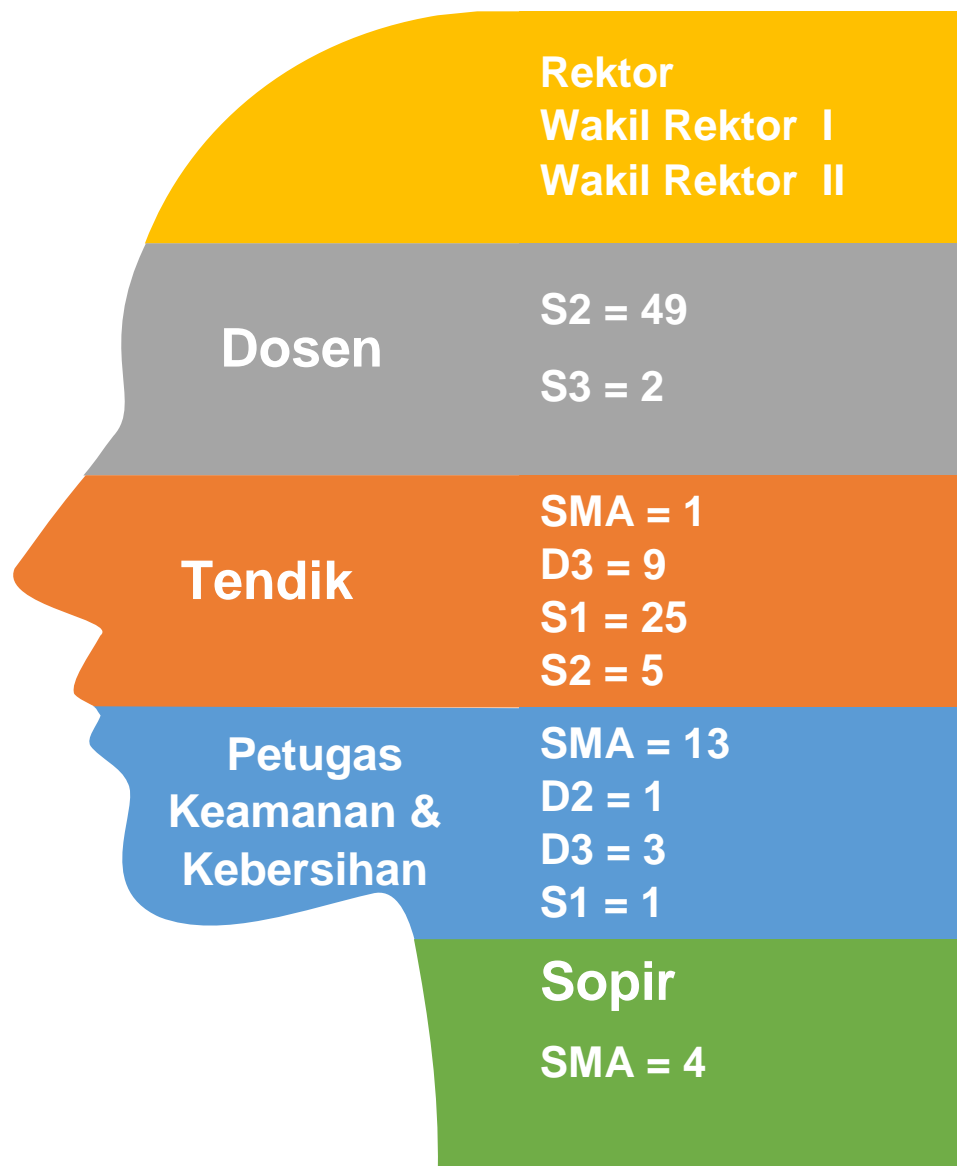 Rektor
Wakil Rektor  I
Wakil Rektor  II
Dosen
S2 = 49
S3 = 2
Tendik
SMA = 1
D3 = 9
S1 = 25
S2 = 5
Petugas
Keamanan &
Kebersihan
SMA = 13
D2 = 1
D3 = 3
S1 = 1
Sopir
SMA = 4